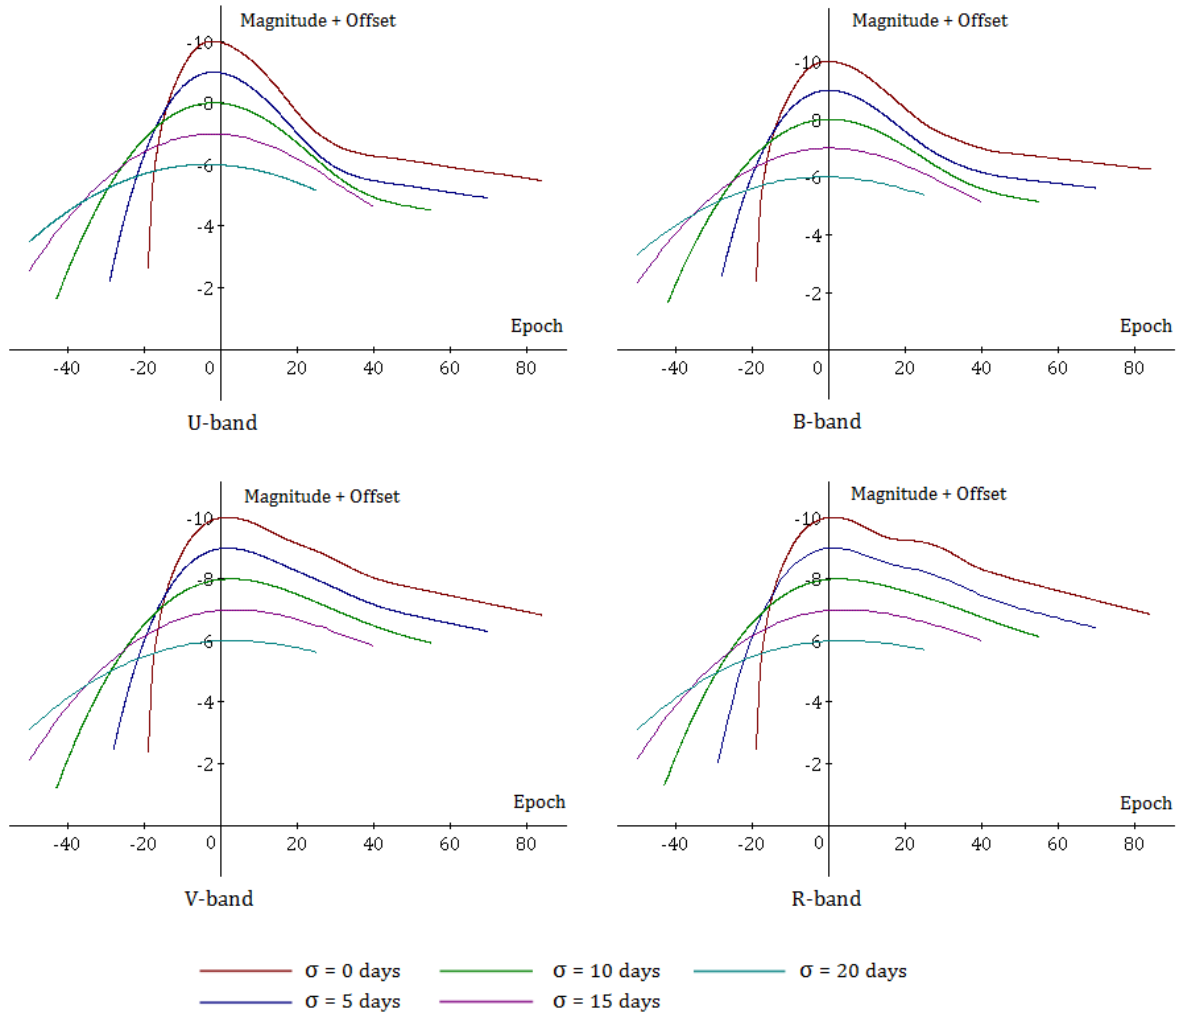 Magnitude + Offset
-10
-8
-6
-4
-2
Epoch
-40 -20 0 20 40 60 80
U-band
Magnitude + Offset
-10
-8
-6
-4
-2
Epoch
-40 -20 0 20 40 60 80
B-band
Magnitude + Offset
-10
-8
-6
-4
-2
Epoch
-40 -20 0 20 40 60 80
V-band
Magnitude + Offset
-10
-8
-6
-4
-2
Epoch
-40 -20 0 20 40 60 80
R-band
σ = 0 days σ = 10 days σ = 20 days
σ = 5 days σ = 15 days